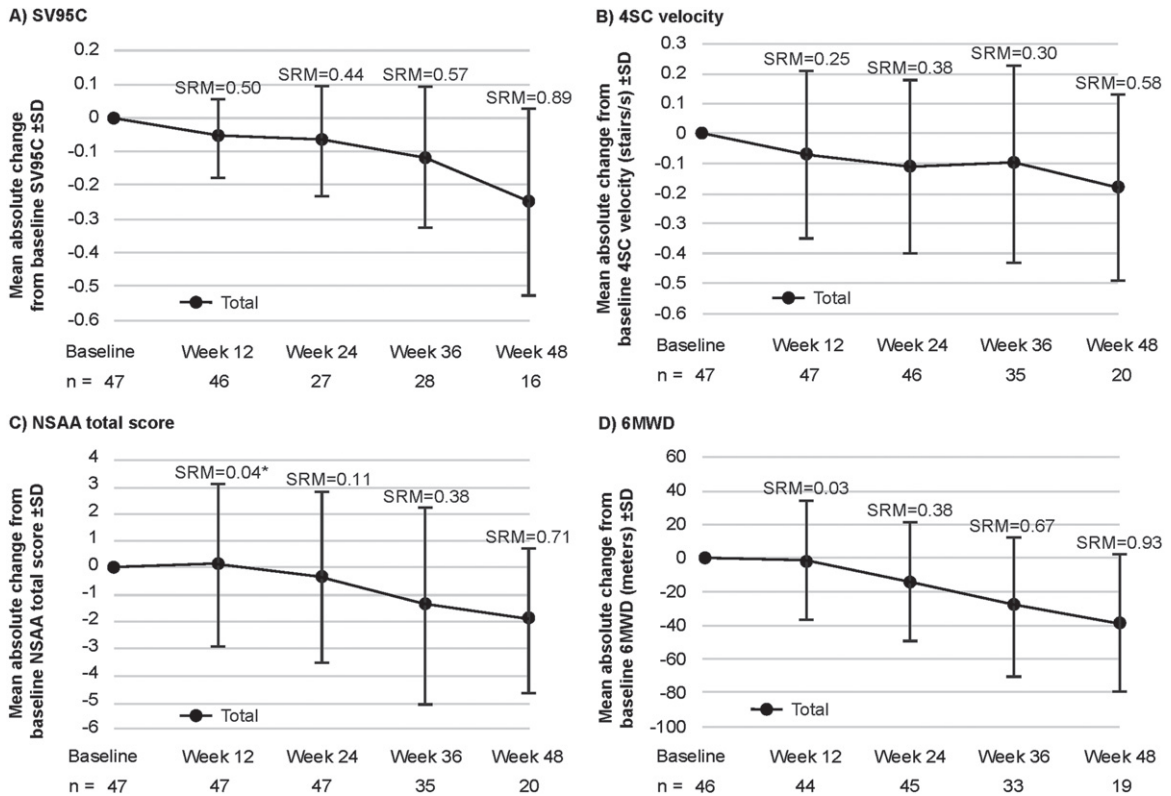 A) SV95C
Mean absolute change
from baseline SV95C ±SD
0.2
0.1
0
-0.1
-0.2
-0.3
-0.4
-0.5
-0.6
SRM=0.50
SRM=0.44
SRM=0.57
SRM=0.89
Total
Baseline Week 12 Week 24 Week 36 Week 48
n = 47 46 27 28 16
B) 4SC velocity
Mean absolute change from
baseline 4SC velocity (stairs/s) ±SD
0.3
0.2
0.1
0
-0.1
-0.2
-0.3
-0.4
-0.5
-0.6
SRM=0.25
SRM=0.38
SRM=0.30
SRM=0.58
Total
Baseline Week 12 Week 24 Week 36 Week 48
n = 47 47 46 35 20
C) NSAA total score
Mean absolute change from
baseline NSAA total score ±SD
4
3
2
1
0
-1
-2
-3
-4
-5
-6
SRM=0.04*
SRM=0.11
SRM=0.38
SRM=0.71
Total
Baseline Week 12 Week 24 Week 36 Week 48
n = 47 47 47 35 20
D) 6MWD
Mean absolute change from
baseline 6MWD (meters) ±SD
60
40
20
0
-20
-40
-60
-80
-100
SRM=0.03
SRM=0.38
SRM=0.67
SRM=0.93
Total
Baseline Week 12 Week 24 Week 36 Week 48
n = 46 44 45 33 19